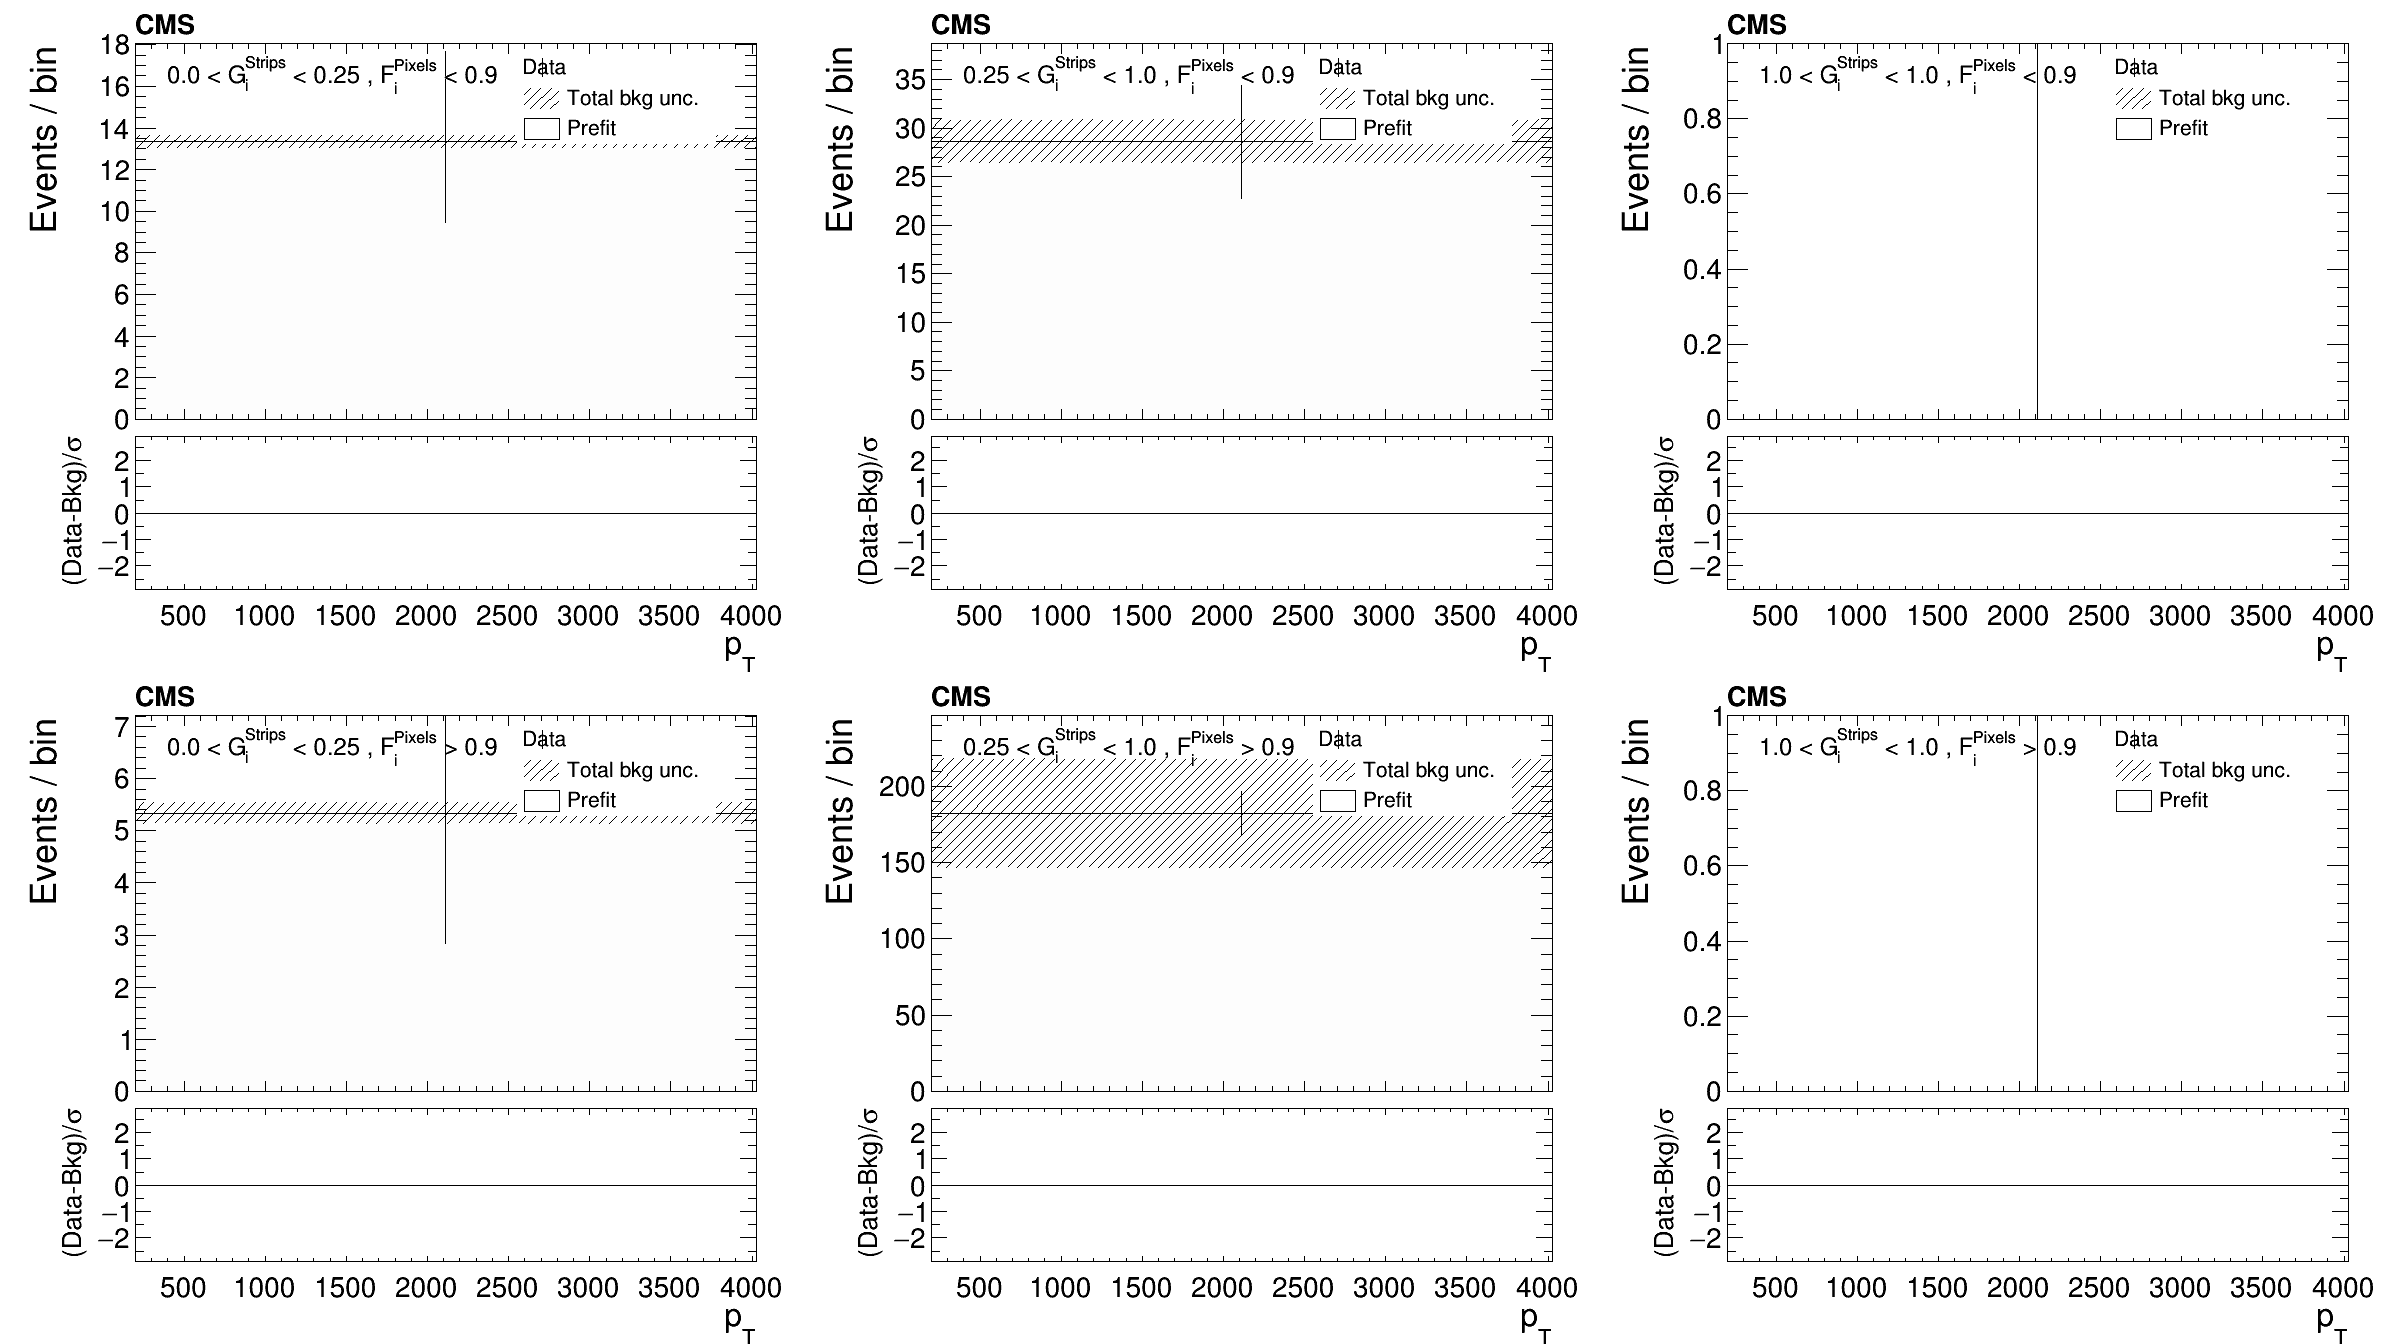 CMS
Events / bin
18
16
14
12
10
8
6
4
2
0
0.0 < G_i^Strips < 0.25 , F_i^Pixels < 0.9
Data
Total bkg unc.
Prefit
(Data-Bkg)/σ
2
1
0
−1
−2
500 1000 1500 2000 2500 3000 3500 4000
p_T
CMS
Events / bin
35
30
25
20
15
10
5
0
0.25 < G_i^Strips < 1.0 , F_i^Pixels < 0.9
Data
Total bkg unc.
Prefit
(Data-Bkg)/σ
2
1
0
−1
−2
500 1000 1500 2000 2500 3000 3500 4000
p_T
CMS
Events / bin
1
0.8
0.6
0.4
0.2
0
1.0 < G_i^Strips < 1.0 , F_i^Pixels < 0.9
Data
Total bkg unc.
Prefit
(Data-Bkg)/σ
2
1
0
−1
−2
500 1000 1500 2000 2500 3000 3500 4000
p_T
CMS
Events / bin
7
6
5
4
3
2
1
0
0.0 < G_i^Strips < 0.25 , F_i^Pixels > 0.9
Data
Total bkg unc.
Prefit
(Data-Bkg)/σ
2
1
0
−1
−2
500 1000 1500 2000 2500 3000 3500 4000
p_T
CMS
Events / bin
200
150
100
50
0
0.25 < G_i^Strips < 1.0 , F_i^Pixels > 0.9
Data
Total bkg unc.
Prefit
(Data-Bkg)/σ
2
1
0
−1
−2
500 1000 1500 2000 2500 3000 3500 4000
p_T
CMS
Events / bin
1
0.8
0.6
0.4
0.2
0
1.0 < G_i^Strips < 1.0 , F_i^Pixels > 0.9
Data
Total bkg unc.
Prefit
(Data-Bkg)/σ
2
1
0
−1
−2
500 1000 1500 2000 2500 3000 3500 4000
p_T